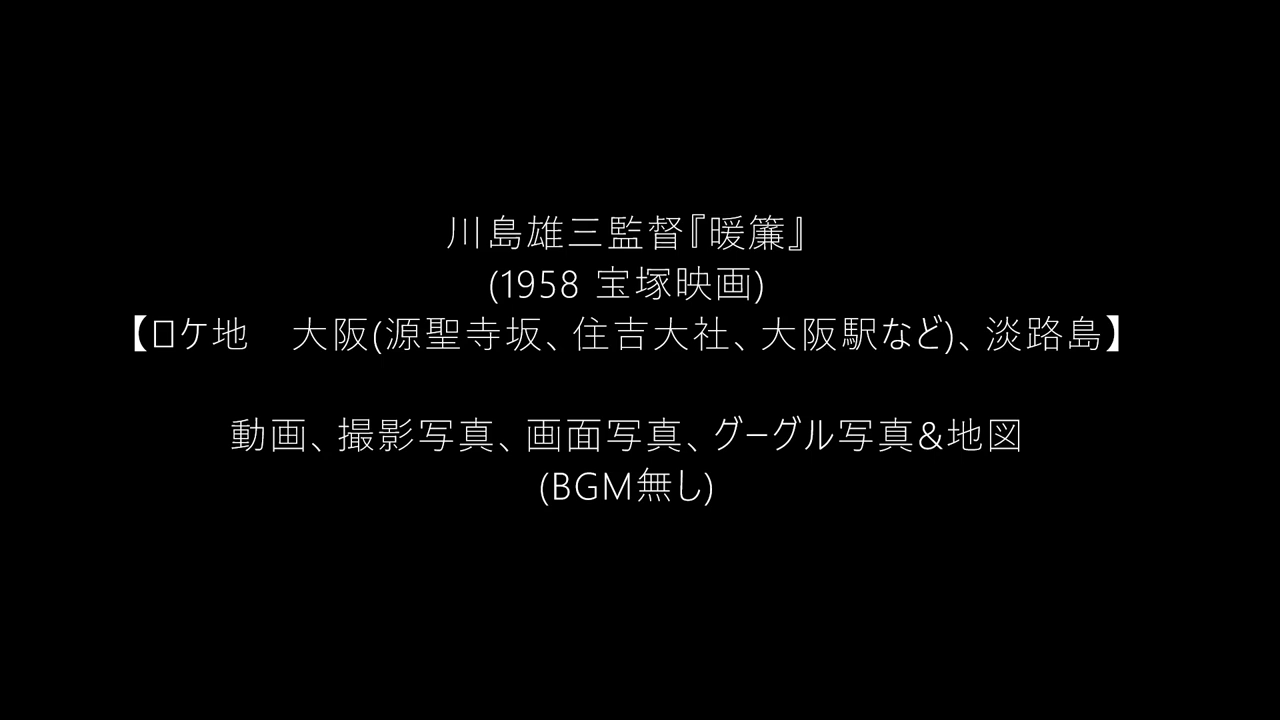 川島雄三監督『暖簾』
(1958 宝塚映画)
【ロケ地　大阪(源聖寺坂、住吉大社、大阪駅など)、淡路島】
動画、撮影写真、画面写真、グーグル写真&地図
(BGM無し)